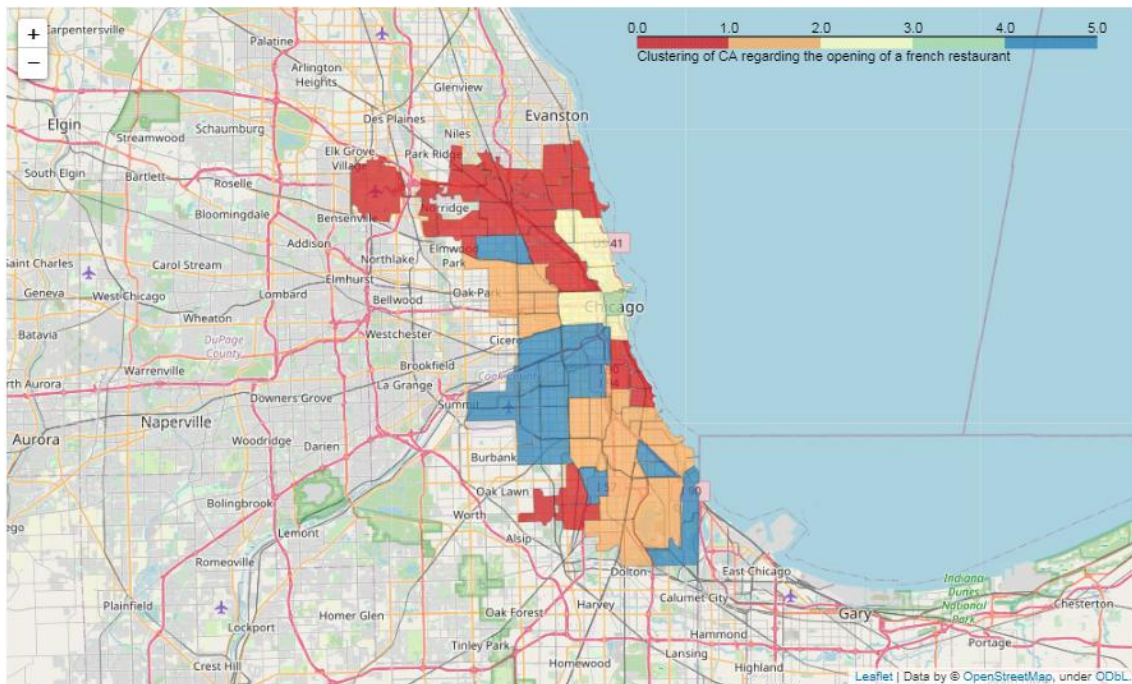 +
−
0.0 1.0 2.0 3.0 4.0 5.0
Clustering of CA regarding the opening of a french restaurant
Carpentersville
Palatine
Arlington
Heights
Glenview
Evanston
Des Plaines
Niles
Elgin
Schaumburg
Streamwood
Elk Grove
Village
Park Ridge
South Elgin
Bartlett
Roselle
Norridge
Bloomingdale
Bensenville
Addison
Elmwood
Park
US 41
Northlake
Saint Charles
Carol Stream
Elmhurst
Geneva
West Chicago
Lombard
Bellwood
Oak Park
Chicago
Wheaton
Batavia
Westchester
Cicero
DuPage
County
Brookfield
Warrenville
La Grange
North Aurora
Downers Grove
Summit
Naperville
Aurora
Woodridge
Darien
Burbank
I 57
Oak Lawn
I 90
Bolingbrook
Worth
Lemont
Alsip
Romeoville
Dolton
East Chicago
Indiana
Dunes
National
Park
Calumet City
Chesterton
Plainfield
Homer Glen
Oak Forest
Harvey
Gary
Lockport
Portage
Hammond
Tinley Park
Lansing
Crest Hill
Homewood
Highland
Leaflet | Data by © OpenStreetMap, under ODbL.